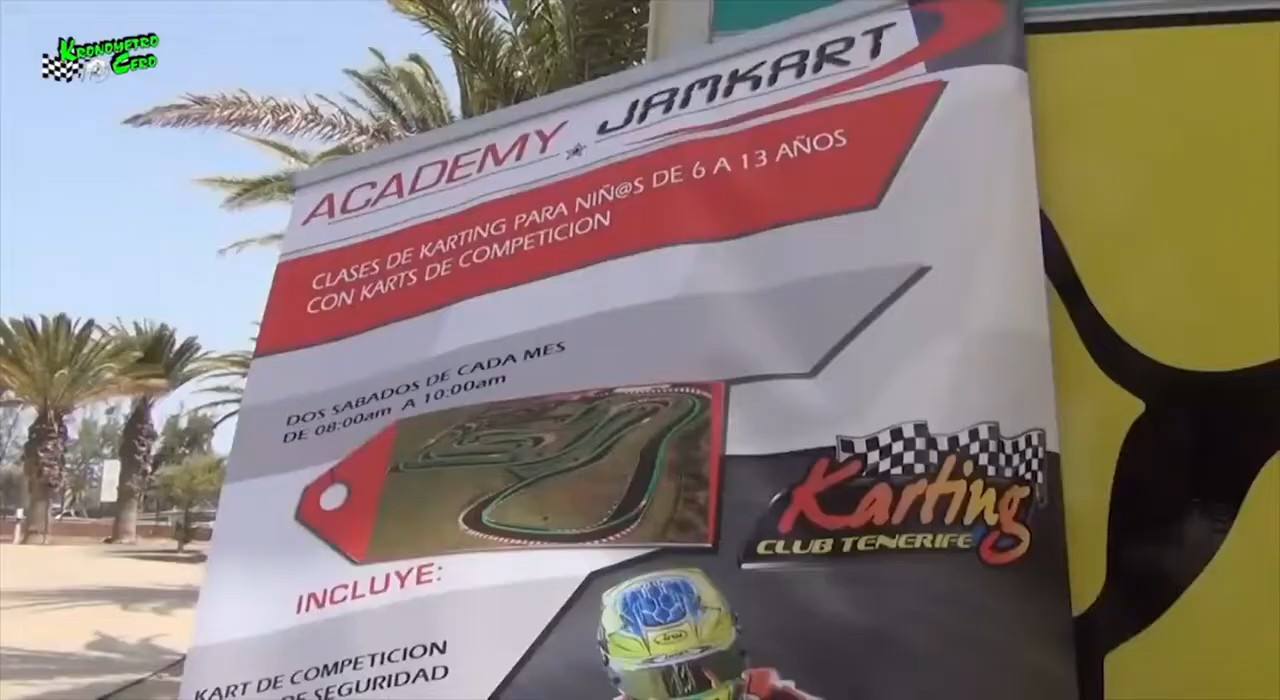 KRONOMETRO
CERO
ACADEMY JAMKART
CLASES DE KARTING PARA NIÑ@S DE 6 A 13 AÑOS
CON KARTS DE COMPETICION
DOS SABADOS DE CADA MES
DE 08:00am A 10:00am
Karting
CLUB TENERIFE
INCLUYE:
KART DE COMPETICION
DE SEGURIDAD